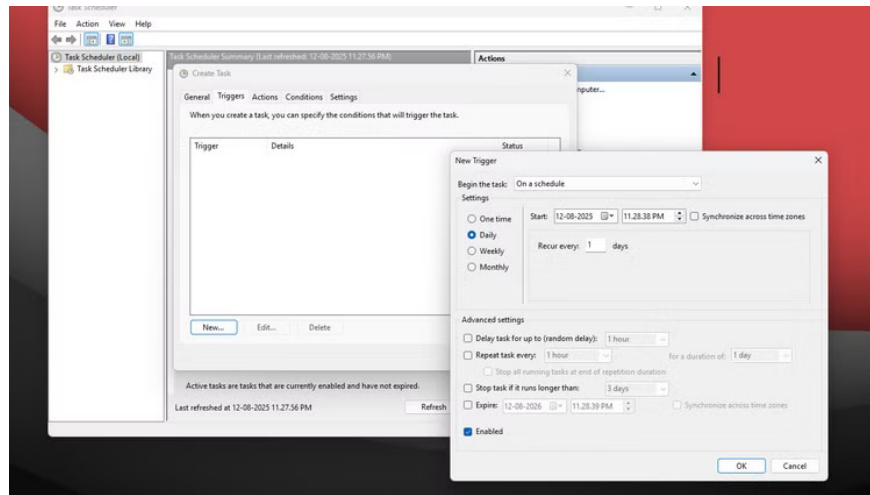 Task Scheduler
File Action View Help
Task Scheduler (Local)
Task Scheduler Library
Task Scheduler Summary (Last refreshed: 12-08-2025 11.27.56 PM)
Actions
mputer...
Create Task
General Triggers Actions Conditions Settings
When you create a task, you can specify the conditions that will trigger the task.
Trigger Details Status
New... Edit... Delete
Active tasks are tasks that are currently enabled and have not expired.
Last refreshed at 12-08-2025 11.27.56 PM
Refresh
New Trigger
Begin the task: On a schedule
Settings
One time
Daily
Weekly
Monthly
Start: 12-08-2025 11.28.38 PM Synchronize across time zones
Recur every: 1 days
Advanced settings
Delay task for up to (random delay): 1 hour
Repeat task every: 1 hour for a duration of: 1 day
Stop all running tasks at end of repetition duration
Stop task if it runs longer than: 3 days
Expire: 12-08-2026 11.28.39 PM Synchronize across time zones
Enabled
OK Cancel